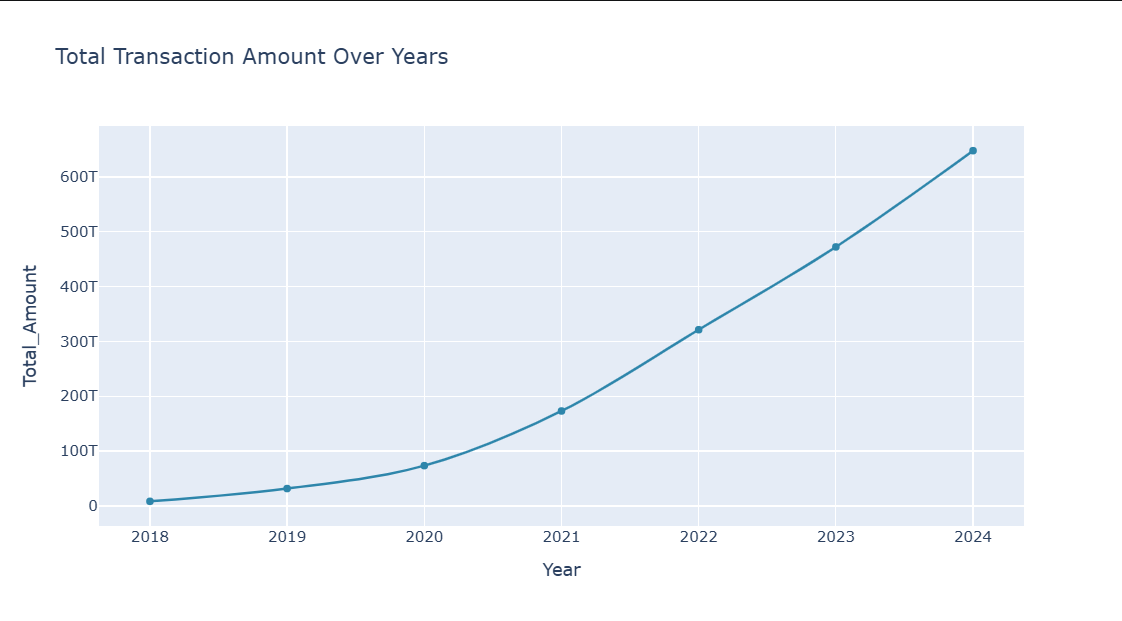 Total Transaction Amount Over Years
Total_Amount
600T
500T
400T
300T
200T
100T
0
2018 2019 2020 2021 2022 2023 2024
Year